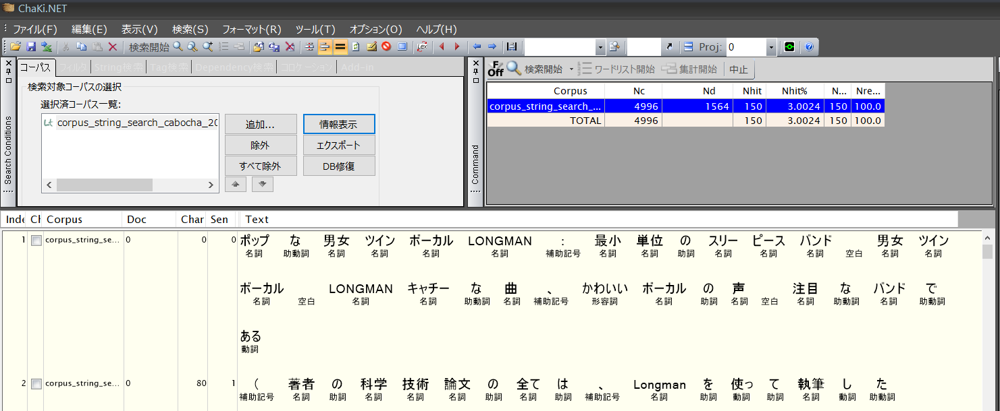 ChaKi.NET
ファイル(F) 編集(E) 表示(V) 検索(S) フォーマット(R) ツール(T) オプション(O) ヘルプ(H)
検索開始 Lex Proj: 0
コーパス フィルタ String検索 Tag検索 Dependency検索 コロケーション Add-in
検索対象コーパスの選択
選択済コーパス一覧:
corpus_string_search_cabocha_20
追加... 情報表示
除外 エクスポート
すべて除外 DB修復
Search Conditions
Command
F Off 検索開始 ワードリスト開始 集計開始 中止
Corpus Nc Nd Nhit Nhit% N... Nre...
corpus_string_search_... 4996 1564 150 3.0024 150 100.0
TOTAL 4996 150 3.0024 150 100.0
Inde Ch Corpus Doc Char Sen Text
1 corpus_string_se... 0 0 0 ポップ な 男女 ツイン ボーカル LONGMAN : 最小 単位 の スリー ピース バンド 男女 ツイン
名詞 助動詞 名詞 名詞 名詞 名詞 補助記号 名詞 名詞 助詞 名詞 名詞 名詞 空白 名詞 名詞
ボーカル LONGMAN キャチー な 曲 、 かわいい ボーカル の 声 注目 な バンド で
名詞 空白 名詞 名詞 助動詞 名詞 補助記号 形容詞 名詞 助詞 名詞 空白 名詞 助動詞 名詞 助動詞
ある
動詞
2 corpus_string_se... 0 80 1 ( 著者 の 科学 技術 論文 の 全て は 、 Longman を 使っ て 執筆 し た
補助記号 名詞 助詞 名詞 名詞 名詞 助詞 名詞 助詞 補助記号 名詞 助詞 動詞 助詞 名詞 動詞 助動詞